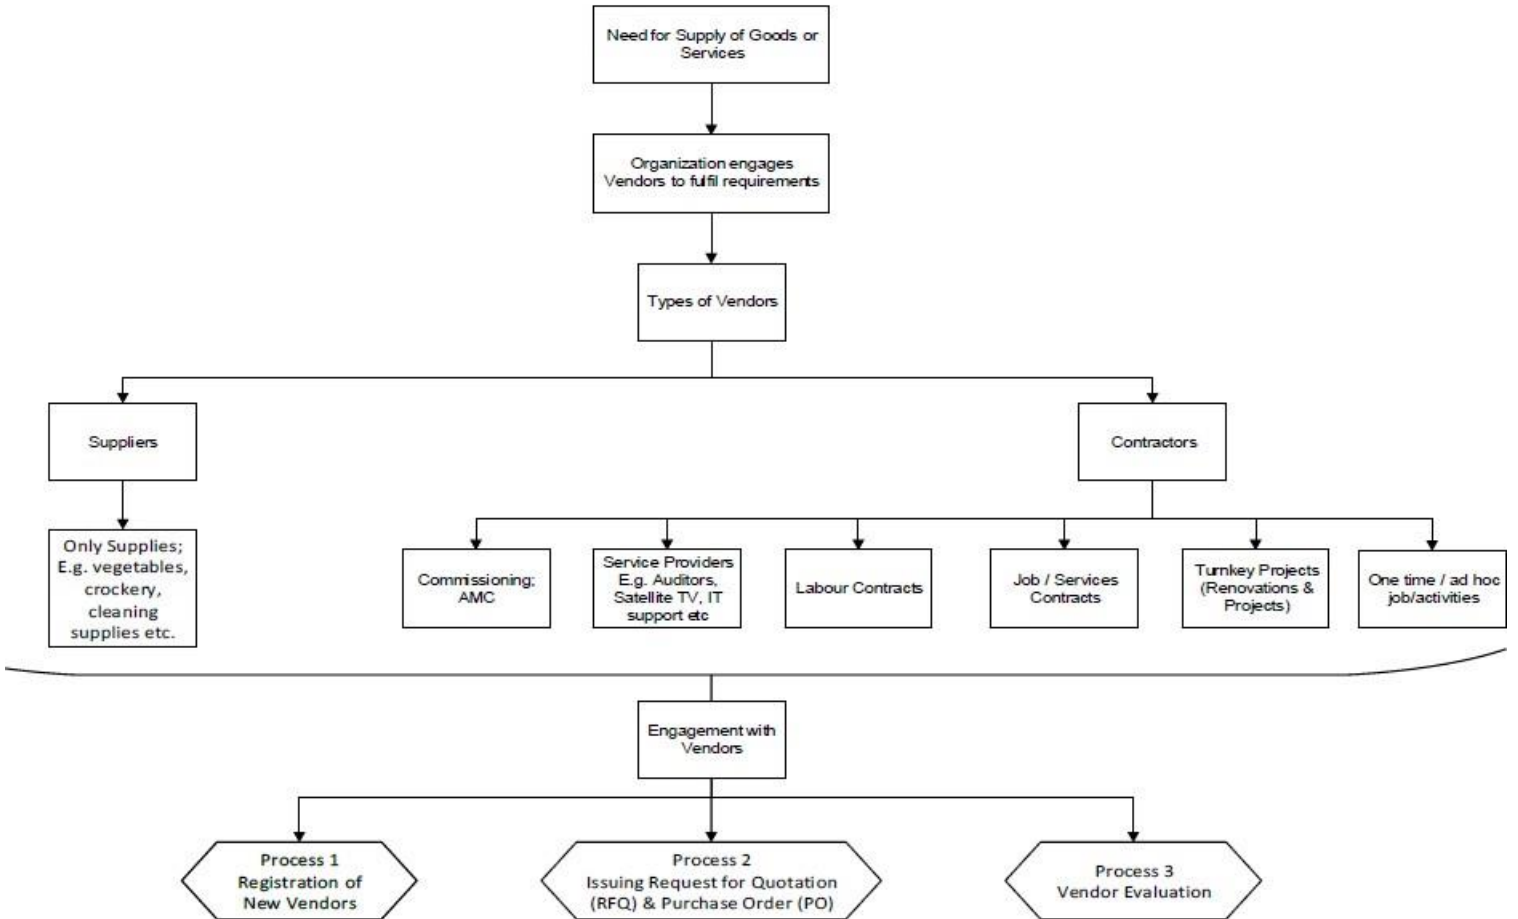 Need for Supply of Goods or
Services
Organization engages
Vendors to fulfil requirements
Types of Vendors
Suppliers
Contractors
Only Supplies;
E.g. vegetables,
crockery,
cleaning
supplies etc.
Commissioning;
AMC
Service Providers
E.g. Auditors,
Satellite TV, IT
support etc
Labour Contracts
Job / Services
Contracts
Turnkey Projects
(Renovations &
Projects)
One time / ad hoc
job/activities
Engagement with
Vendors
Process 1
Registration of
New Vendors
Process 2
Issuing Request for Quotation
(RFQ) & Purchase Order (PO)
Process 3
Vendor Evaluation